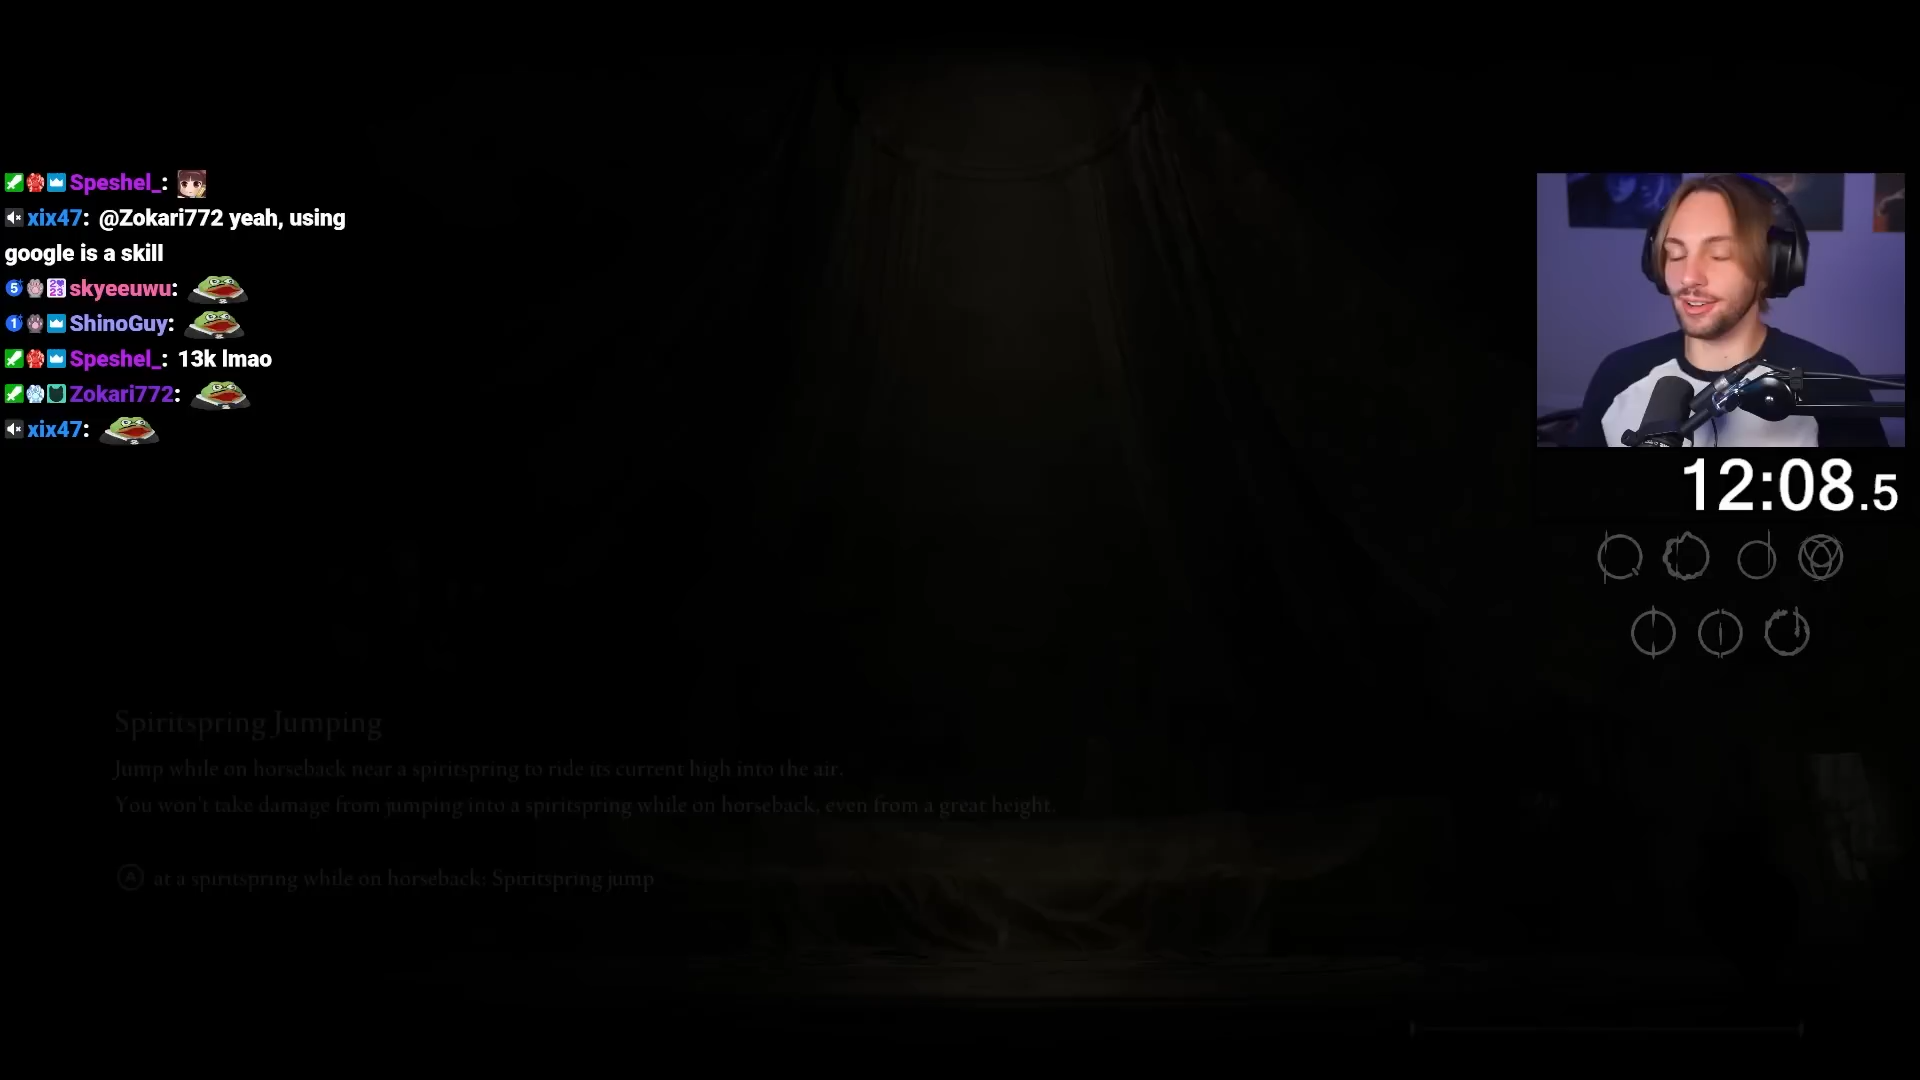 Speshel_:
xix47: @Zokari772 yeah, using
google is a skill
skyeeuwu:
ShinoGuy:
Speshel_: 13k lmao
Zokari772:
xix47:
12:08.5
Spiritspring Jumping
Jump while on horseback near a spiritspring to ride its current high into the air.
You won't take damage from jumping into a spiritspring while on horseback, even from a great height.
A at a spiritspring while on horseback: Spiritspring jump